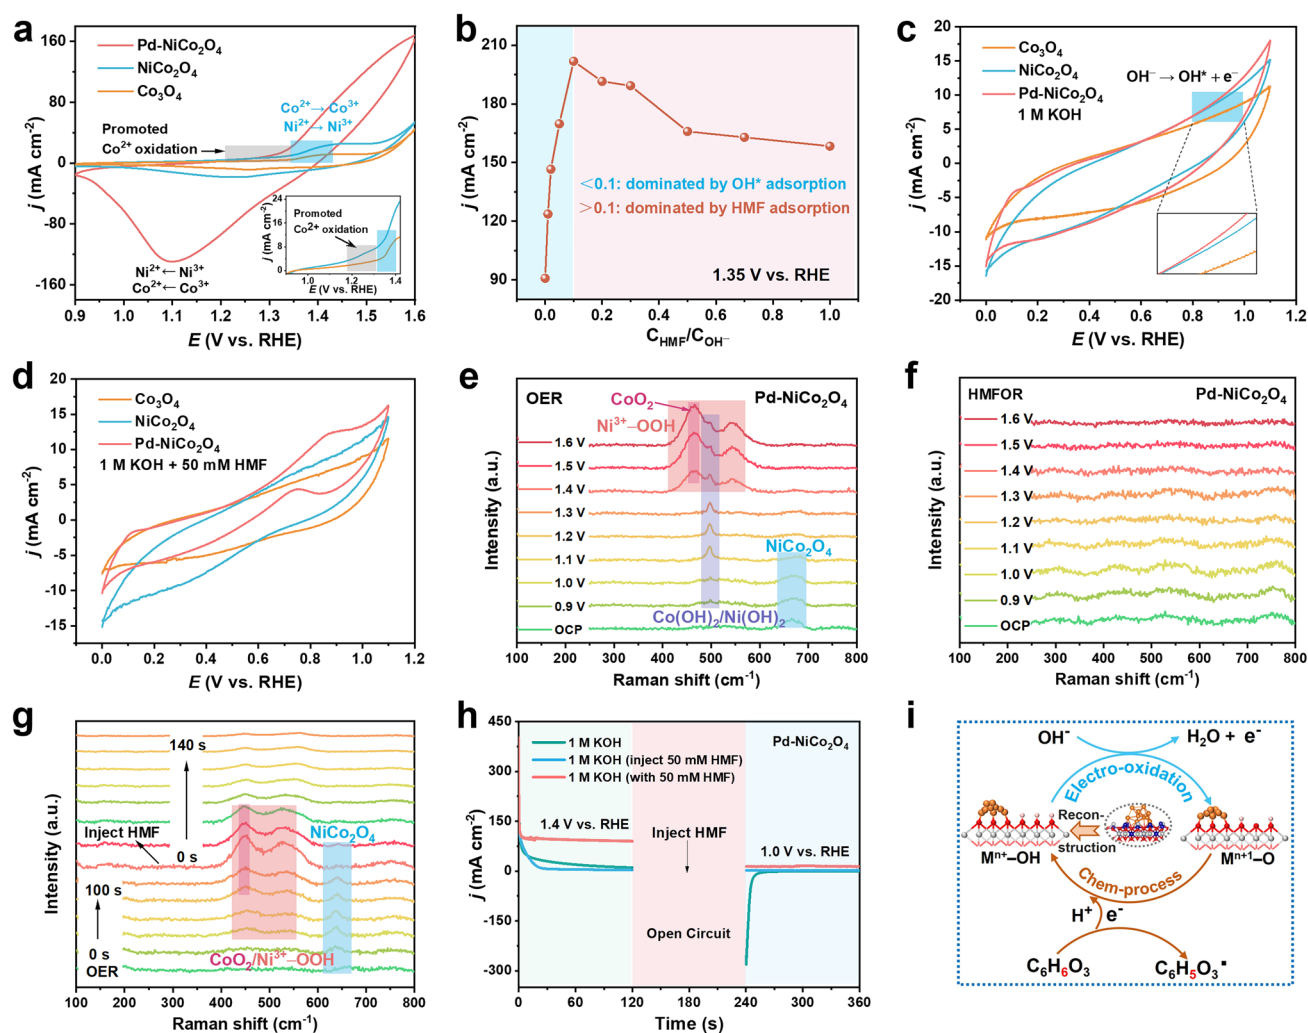 a
Pd-NiCo₂O₄
NiCo₂O₄
Co₃O₄
Co²⁺→Co³⁺
Ni²⁺→Ni³⁺
Promoted
Co²⁺ oxidation
Ni²⁺← Ni³⁺
Co²⁺← Co³⁺
j (mA cm⁻²)
160
80
0
-80
-160
0.9 1.0 1.1 1.2 1.3 1.4 1.5 1.6
E (V vs. RHE)
Promoted
Co²⁺ oxidation
j (mA cm⁻²)
24
16
8
0
1.0 1.2 1.4
E (V vs. RHE)
b
j (mA cm⁻²)
210
180
150
120
90
<0.1: dominated by OH* adsorption
>0.1: dominated by HMF adsorption
1.35 V vs. RHE
0.0 0.2 0.4 0.6 0.8 1.0
C_HMF/C_OH⁻
c
Co₃O₄
NiCo₂O₄
Pd-NiCo₂O₄
1 M KOH
OH⁻ → OH* + e⁻
j (mA cm⁻²)
20
15
10
5
0
-5
-10
-15
-20
0.0 0.2 0.4 0.6 0.8 1.0 1.2
E (V vs. RHE)
d
Co₃O₄
NiCo₂O₄
Pd-NiCo₂O₄
1 M KOH + 50 mM HMF
j (mA cm⁻²)
20
15
10
5
0
-5
-10
-15
0.0 0.2 0.4 0.6 0.8 1.0 1.2
E (V vs. RHE)
e
OER
CoO₂
Pd-NiCo₂O₄
Ni³⁺–OOH
1.6 V
1.5 V
1.4 V
1.3 V
1.2 V
1.1 V
1.0 V
0.9 V
OCP
NiCo₂O₄
Co(OH)₂/Ni(OH)₂
Intensity (a.u.)
100 200 300 400 500 600 700 800
Raman shift (cm⁻¹)
f
HMFOR
Pd-NiCo₂O₄
1.6 V
1.5 V
1.4 V
1.3 V
1.2 V
1.1 V
1.0 V
0.9 V
OCP
Intensity (a.u.)
100 200 300 400 500 600 700 800
Raman shift (cm⁻¹)
g
140 s
Inject HMF
0 s
NiCo₂O₄
100 s
0 s
OER
CoO₂/Ni³⁺–OOH
Intensity (a.u.)
100 200 300 400 500 600 700 800
Raman shift (cm⁻¹)
h
1 M KOH
1 M KOH (inject 50 mM HMF)
1 M KOH (with 50 mM HMF)
Pd-NiCo₂O₄
1.4 V vs. RHE
Inject HMF
1.0 V vs. RHE
Open Circuit
j (mA cm⁻²)
450
300
150
0
-150
-300
0 60 120 180 240 300 360
Time (s)
i
OH⁻
H₂O + e⁻
Electro-oxidation
Recon-
struction
Mⁿ⁺–OH
Mⁿ⁺¹–O
Chem-process
H⁺ e⁻
C₆H₆O₃
C₆H₅O₃▪